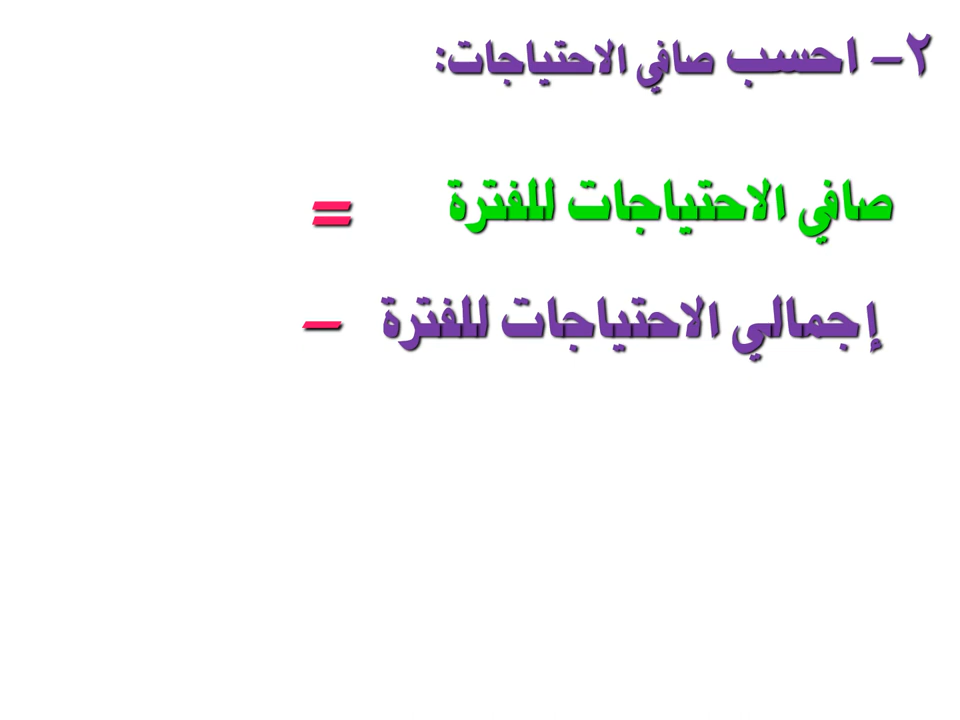 ٢- احسب صافي الاحتياجات:
صافي الاحتياجات للفترة =
إجمالي الاحتياجات للفترة -